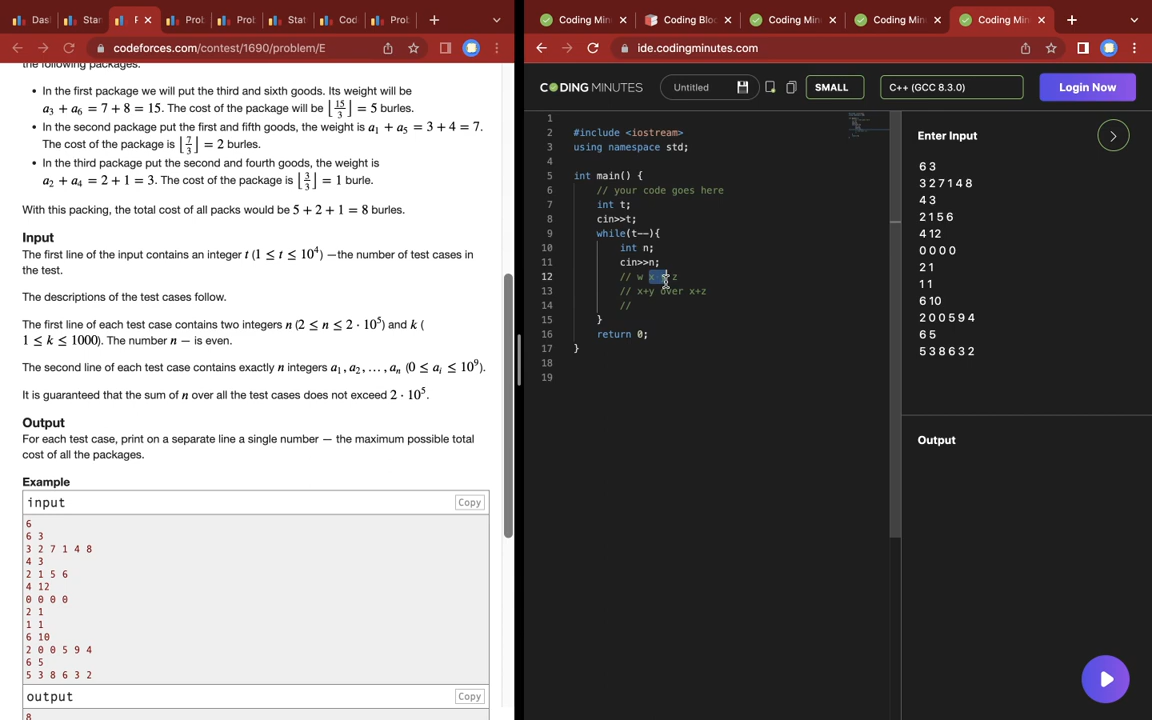 Das
Star
P
Prob
Prob
Stat
Cod
Prob
codeforces.com/contest/1690/problem/E
the following packages.
• In the first package we will put the third and sixth goods. Its weight will be
a₃ + a₆ = 7 + 8 = 15. The cost of the package will be ⌊15/3⌋ = 5 burles.
• In the second package put the first and fifth goods, the weight is a₁ + a₅ = 3 + 4 = 7.
The cost of the package is ⌊7/3⌋ = 2 burles.
• In the third package put the second and fourth goods, the weight is
a₂ + a₄ = 2 + 1 = 3. The cost of the package is ⌊3/3⌋ = 1 burle.
With this packing, the total cost of all packs would be 5 + 2 + 1 = 8 burles.
Input
The first line of the input contains an integer t (1 ≤ t ≤ 10⁴) —the number of test cases in
the test.
The descriptions of the test cases follow.
The first line of each test case contains two integers n (2 ≤ n ≤ 2 · 10⁵) and k (
1 ≤ k ≤ 1000). The number n — is even.
The second line of each test case contains exactly n integers a₁, a₂, … , aₙ (0 ≤ aᵢ ≤ 10⁹).
It is guaranteed that the sum of n over all the test cases does not exceed 2 · 10⁵.
Output
For each test case, print on a separate line a single number — the maximum possible total
cost of all the packages.
Example
input
Copy
6
6 3
3 2 7 1 4 8
4 3
2 1 5 6
4 12
0 0 0 0
2 1
1 1
6 10
2 0 0 5 9 4
6 5
5 3 8 6 3 2
output
Copy
8
Coding Min
Coding Bloc
Coding Min
Coding Min
Coding Min
ide.codingminutes.com
CODING MINUTES
Untitled
SMALL
C++ (GCC 8.3.0)
Login Now
1
2 #include <iostream>
3 using namespace std;
4
5 int main() {
6 // your code goes here
7 int t;
8 cin>>t;
9 while(t--){
10 int n;
11 cin>>n;
12 // w x z
13 // x+y over x+z
14 //
15 }
16 return 0;
17 }
18
19
Enter Input
6 3
3 2 7 1 4 8
4 3
2 1 5 6
4 12
0 0 0 0
2 1
1 1
6 10
2 0 0 5 9 4
6 5
5 3 8 6 3 2
Output